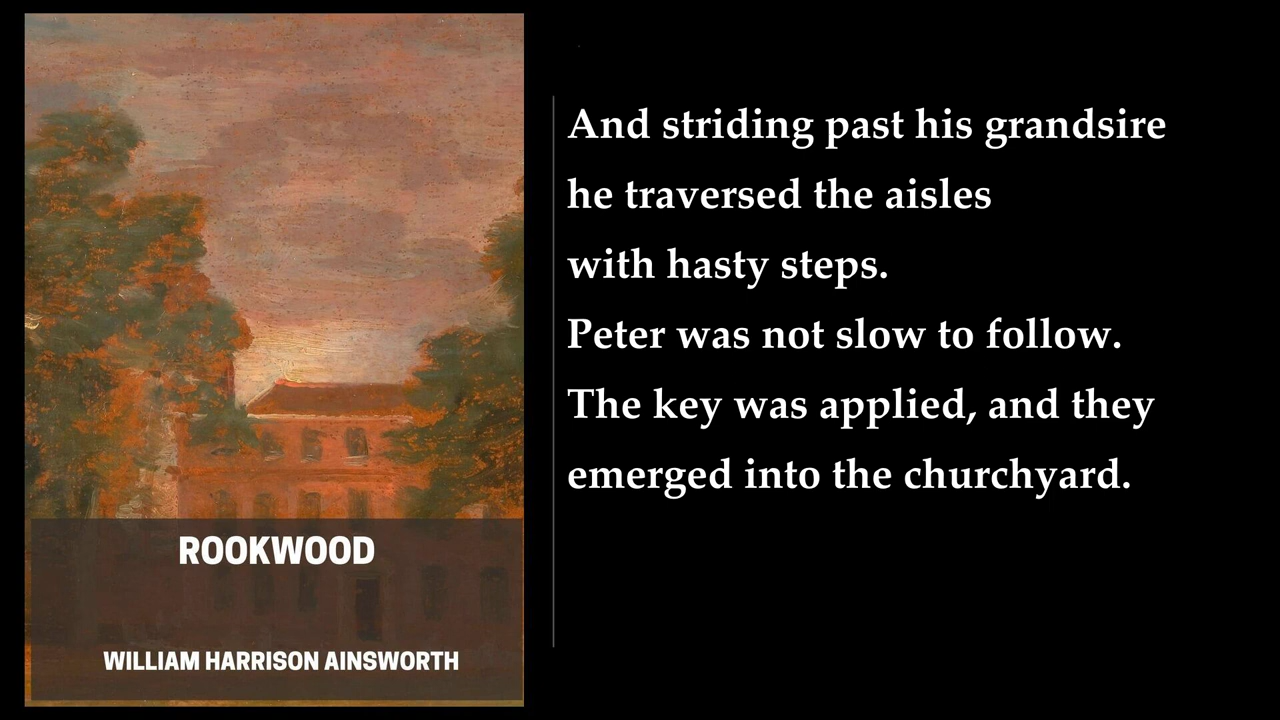 ROOKWOOD
WILLIAM HARRISON AINSWORTH
And striding past his grandsire
he traversed the aisles
with hasty steps.
Peter was not slow to follow.
The key was applied, and they
emerged into the churchyard.